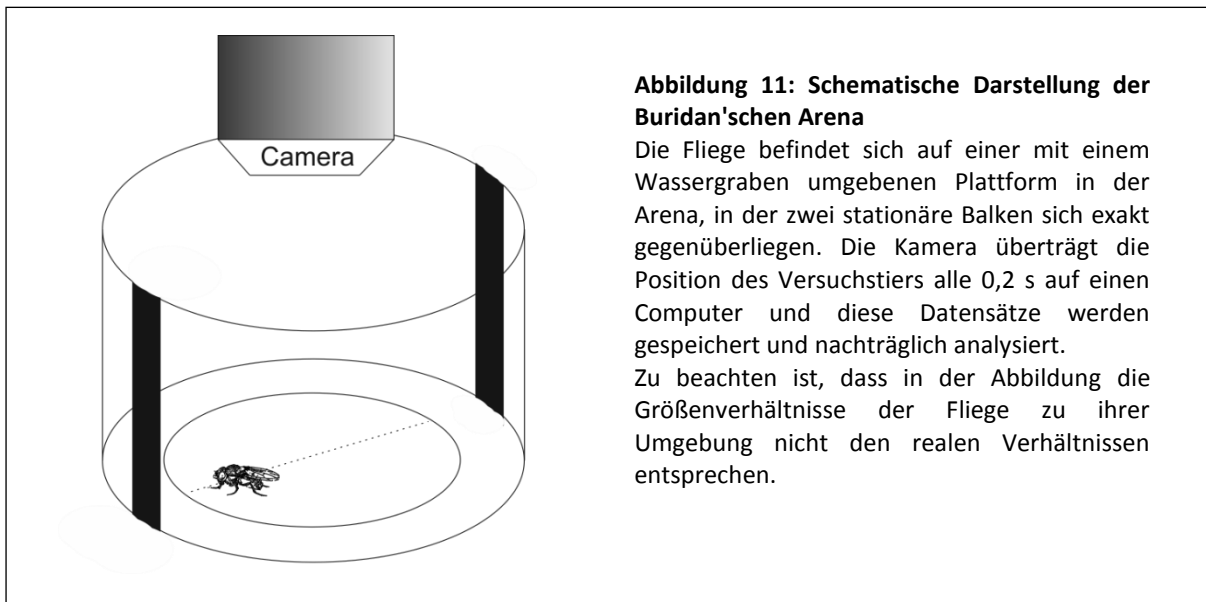 Camera
Abbildung 11: Schematische Darstellung der
Buridan'schen Arena
Die Fliege befindet sich auf einer mit einem
Wassergraben umgebenen Plattform in der
Arena, in der zwei stationäre Balken sich exakt
gegenüberliegen. Die Kamera überträgt die
Position des Versuchstiers alle 0,2 s auf einen
Computer und diese Datensätze werden
gespeichert und nachträglich analysiert.
Zu beachten ist, dass in der Abbildung die
Größenverhältnisse der Fliege zu ihrer
Umgebung nicht den realen Verhältnissen
entsprechen.